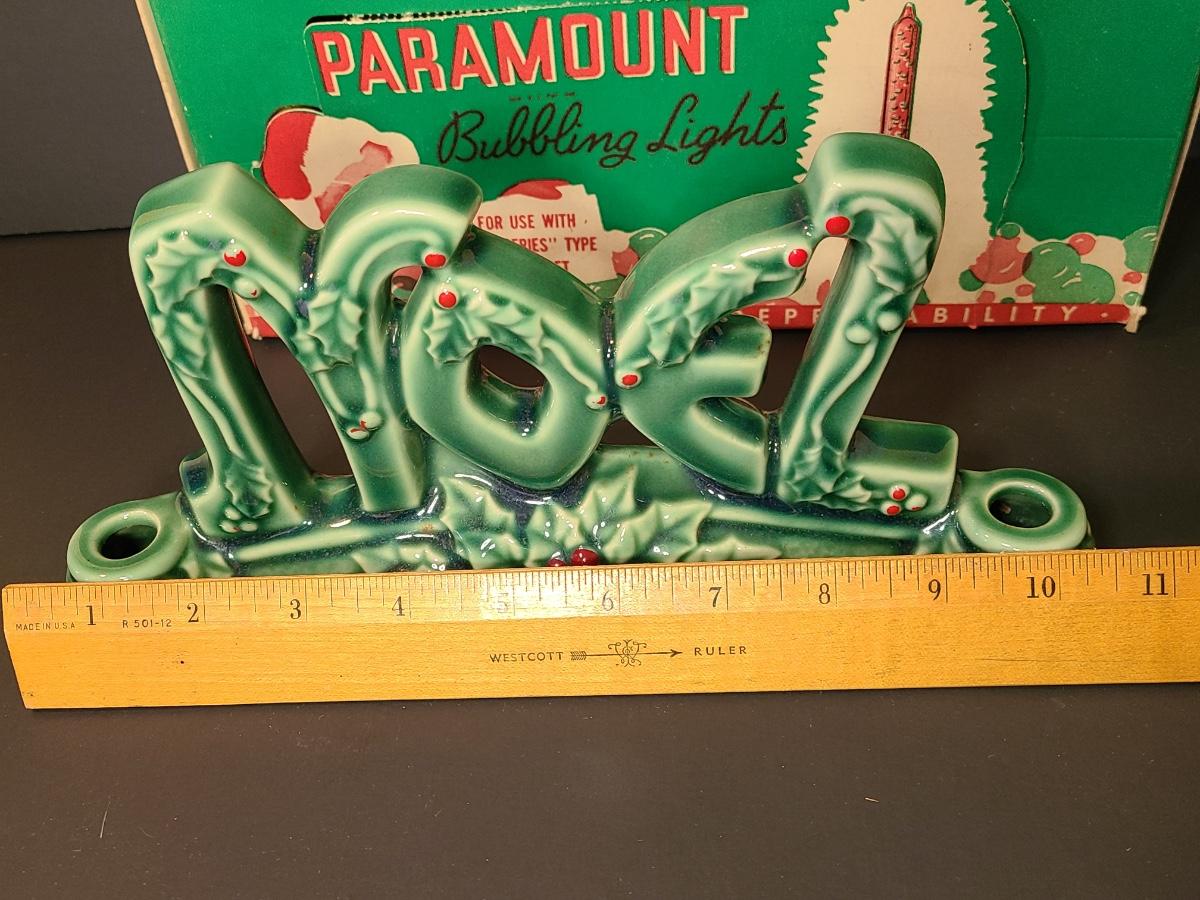 PARAMOUNT
Bubbling Lights
FOR USE WITH
TYPE
ABILITY
NOEL
1 2 3 4 5 6 7 8 9 10 11
MADE IN U.S.A R 501-12
WESTCOTT RULER